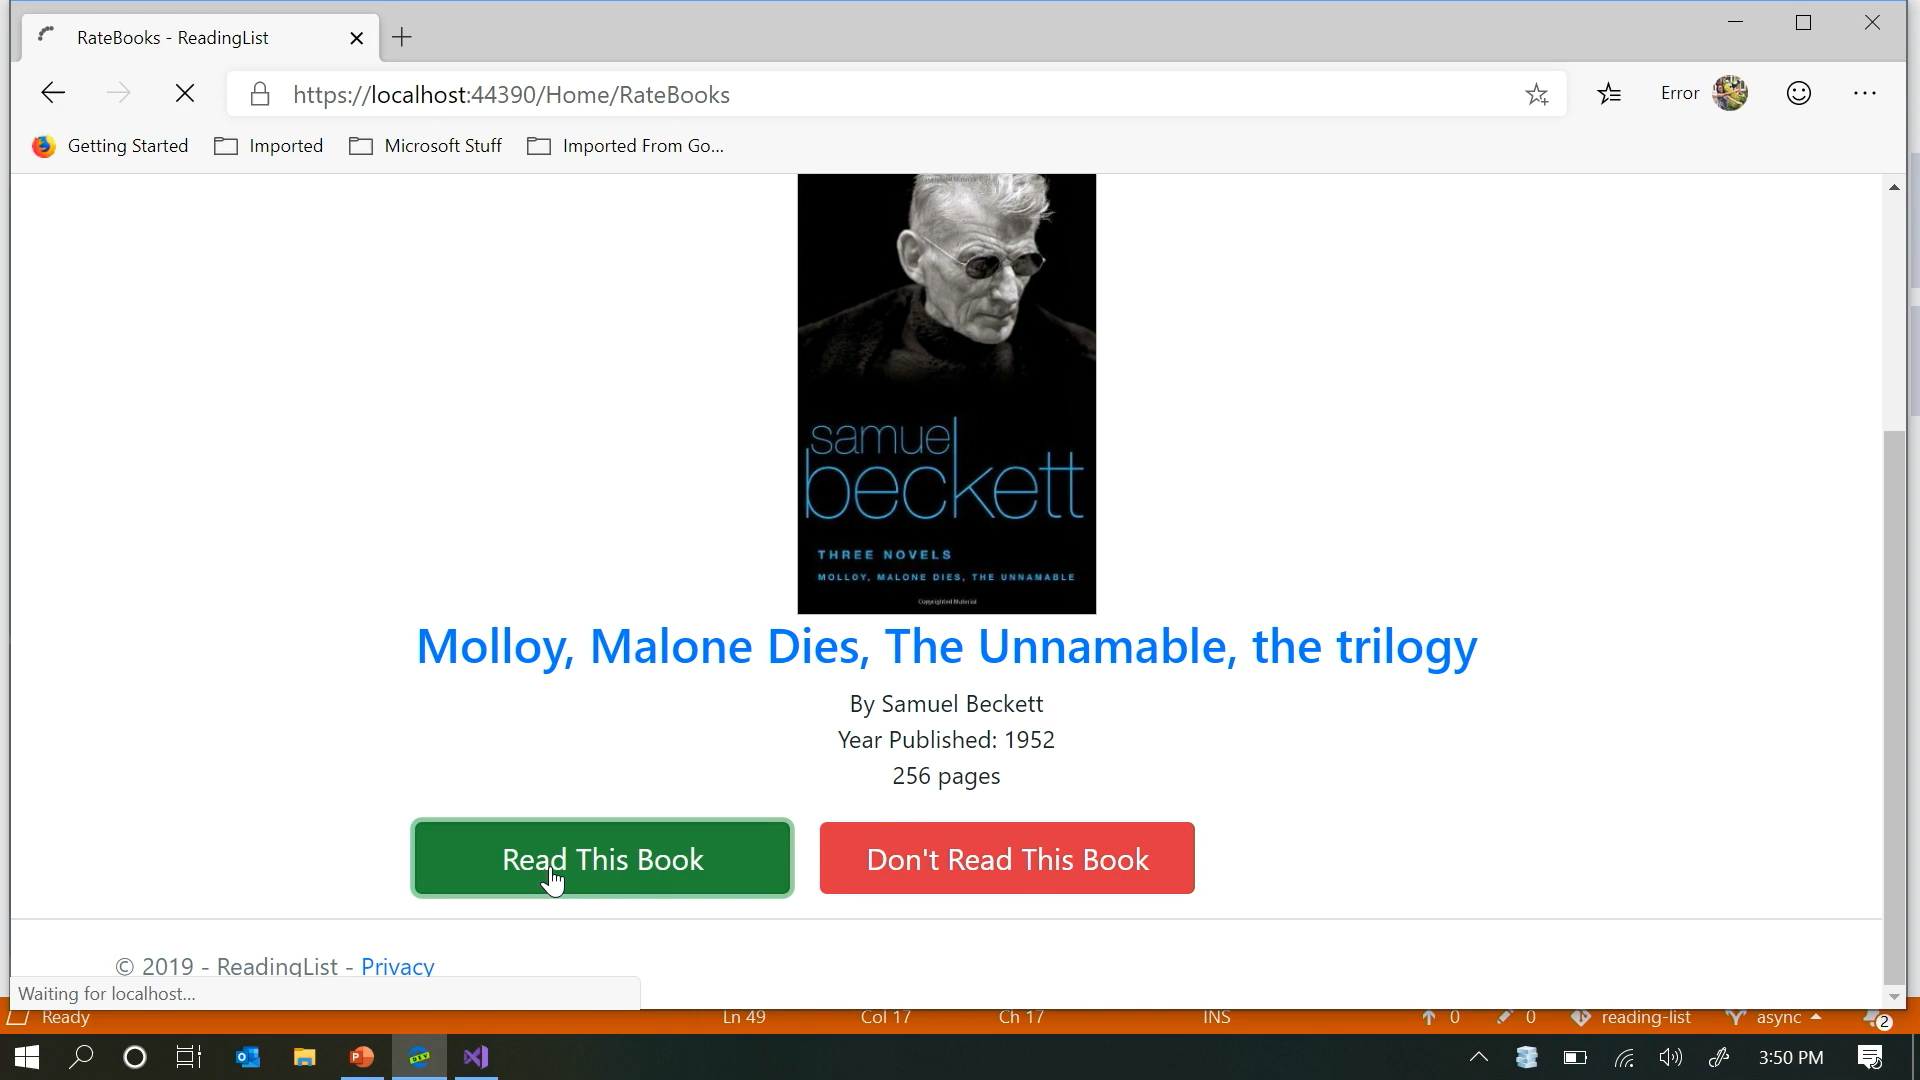 RateBooks - ReadingList
https://localhost:44390/Home/RateBooks
Error
Getting Started
Imported
Microsoft Stuff
Imported From Go...
samuel
beckett
THREE NOVELS
MOLLOY, MALONE DIES, THE UNNAMABLE
Copyrighted Material
Molloy, Malone Dies, The Unnamable, the trilogy
By Samuel Beckett
Year Published: 1952
256 pages
Read This Book
Don't Read This Book
© 2019 - ReadingList - Privacy
Waiting for localhost...
Ready
Ln 49
Col 17
Ch 17
INS
0
0
reading-list
async
2
DEV
3:50 PM